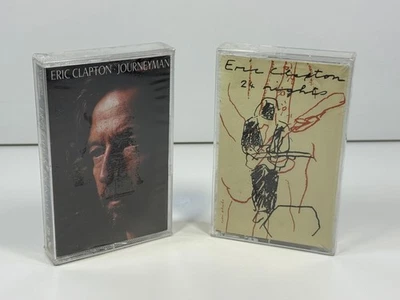 ERIC CLAPTON · JOURNEYMAN
Eric Clapton
24 nights